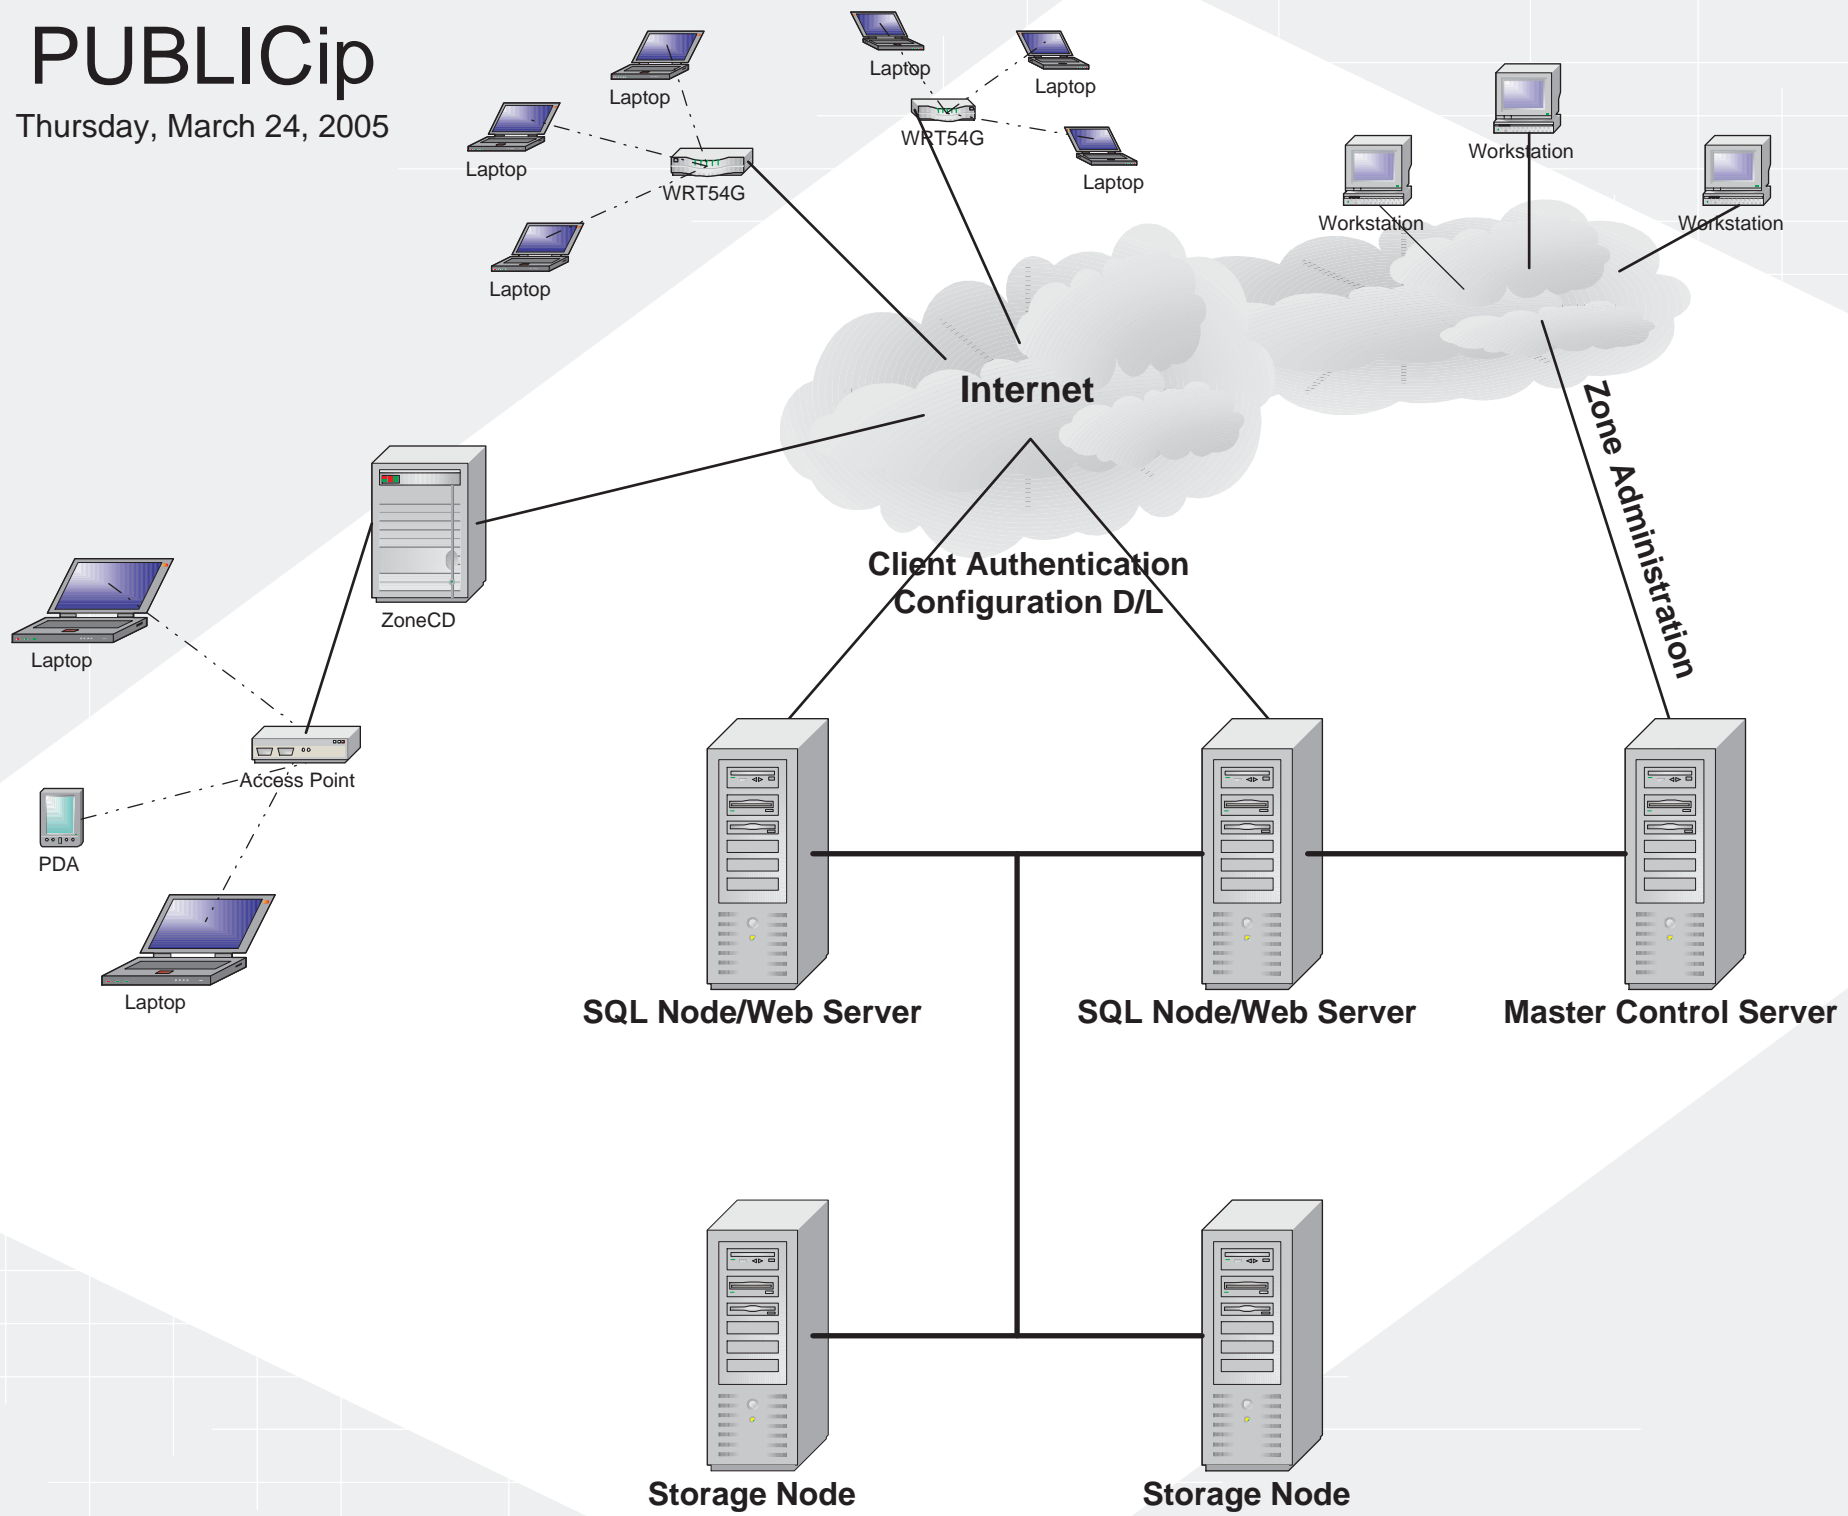 PUBLICip
Thursday, March 24, 2005
Laptop
Laptop
Laptop
WRT54G
Laptop
Laptop
Laptop
WRT54G
Workstation
Workstation
Workstation
Internet
Zone Administration
Client Authentication
Configuration D/L
ZoneCD
Laptop
Access Point
PDA
Laptop
SQL Node/Web Server
SQL Node/Web Server
Master Control Server
Storage Node
Storage Node